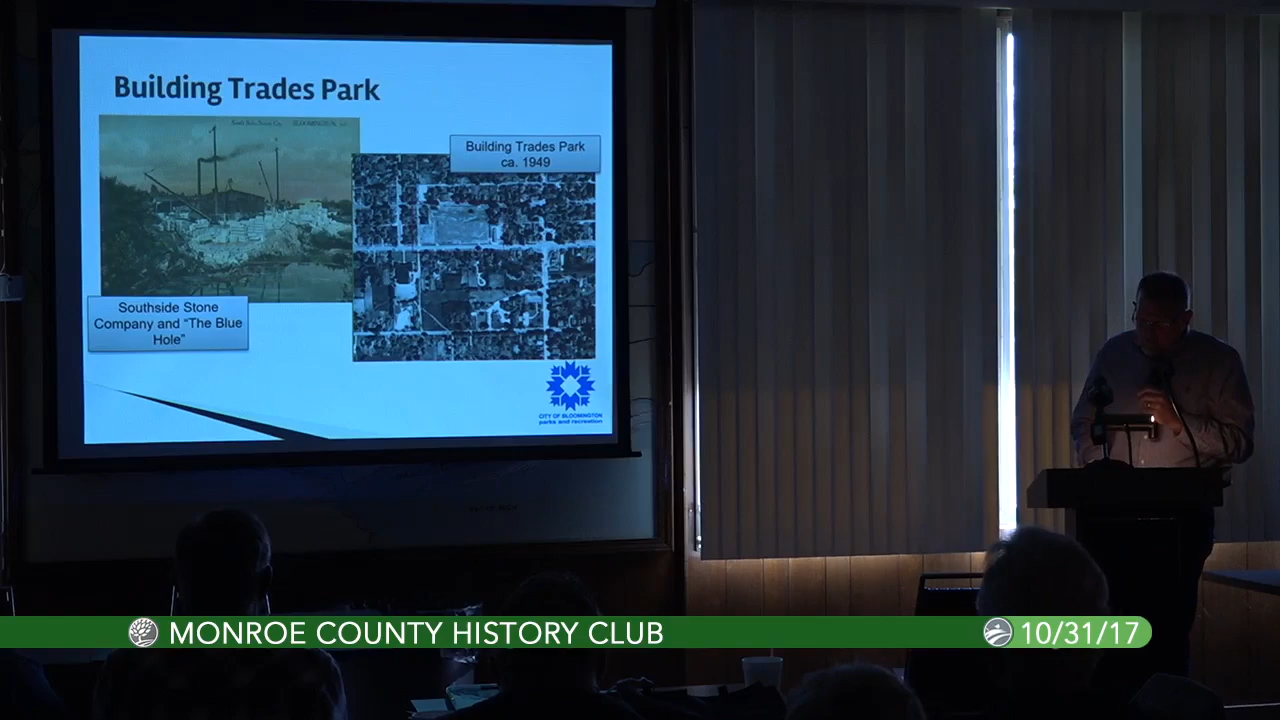 Building Trades Park
Building Trades Park
ca. 1949
Southside Stone
Company and "The Blue
Hole"
CITY OF BLOOMINGTON
parks and recreation
MONROE COUNTY HISTORY CLUB
10/31/17